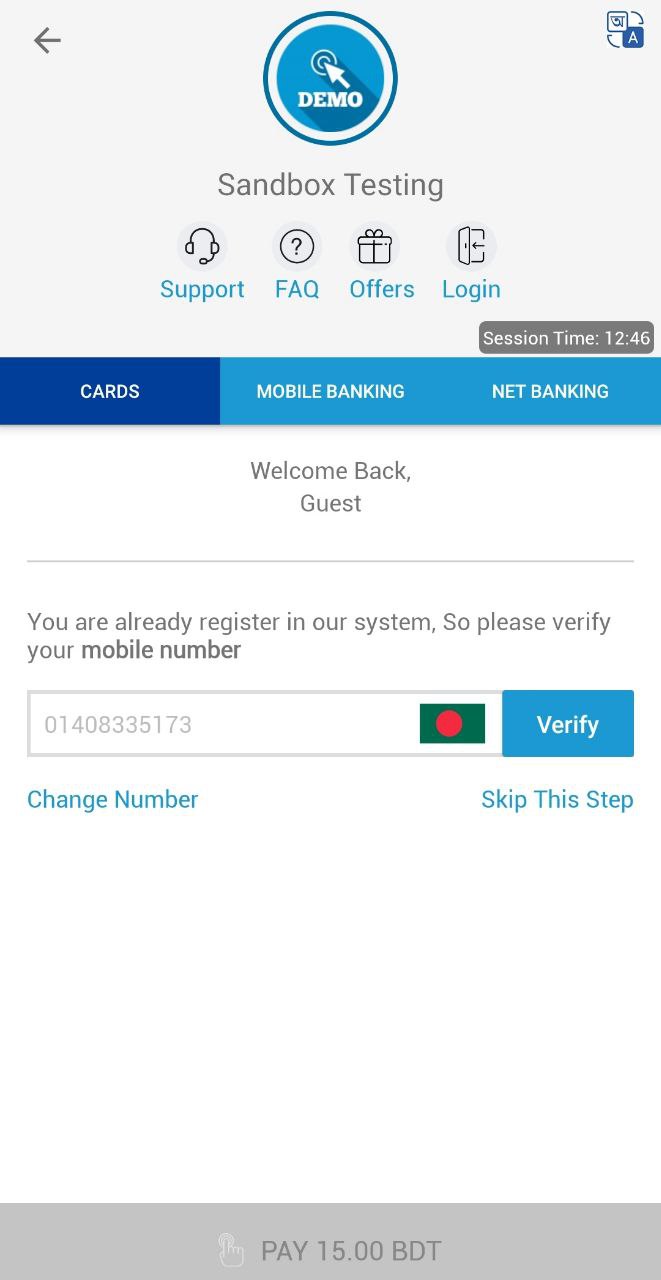 অ
A
DEMO
Sandbox Testing
?
Support FAQ Offers Login
Session Time: 12:46
CARDS MOBILE BANKING NET BANKING
Welcome Back,
Guest
You are already register in our system, So please verify
your mobile number
01408335173 Verify
Change Number Skip This Step
PAY 15.00 BDT